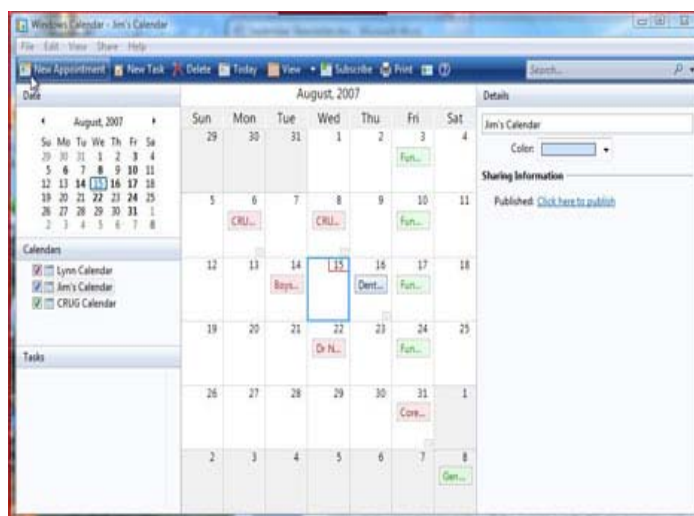 Windows Calendar - Jim's Calendar
File Edit View Share Help
New Appointment New Task Delete Today View Subscribe Print
Search...
Date
August, 2007
Su Mo Tu We Th Fr Sa
29 30 31 1 2 3 4
5 6 7 8 9 10 11
12 13 14 15 16 17 18
19 20 21 22 23 24 25
26 27 28 29 30 31 1
2 3 4 5 6 7 8
Calendars
Lynn Calendar
Jim's Calendar
CRUG Calendar
Tasks
August, 2007
Sun Mon Tue Wed Thu Fri Sat
29 30 31 1 2 3 4
Fun...
5 6 7 8 9 10 11
CRU... CRU... Fun...
12 13 14 15 16 17 18
Boys... Dent... Fun...
19 20 21 22 23 24 25
Dr N... Fun...
26 27 28 29 30 31 1
Core...
2 3 4 5 6 7 8
Gen...
Details
Jim's Calendar
Color:
Sharing Information
Published: Click here to publish